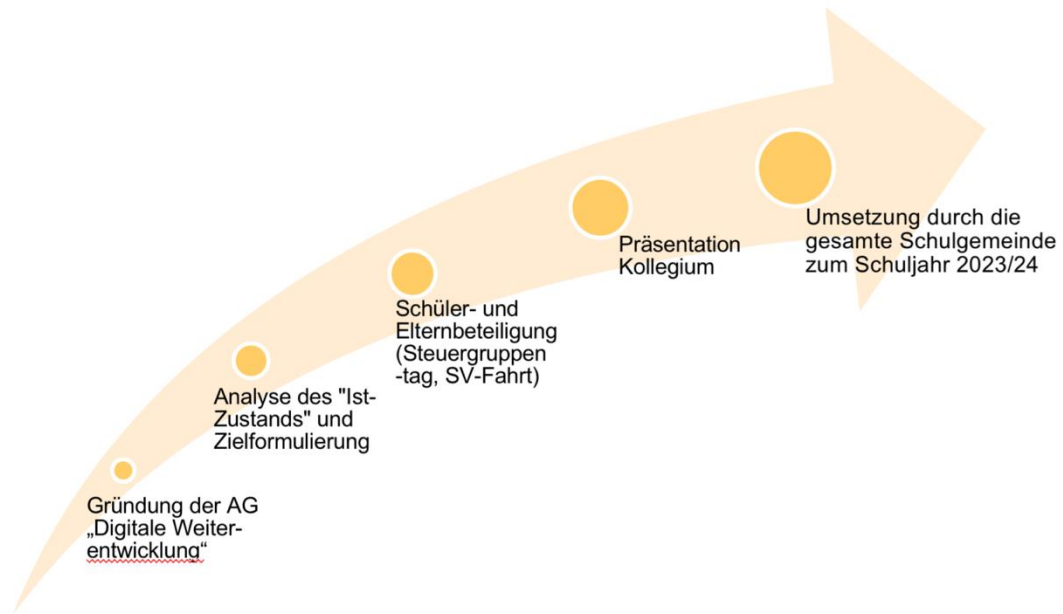 Gründung der AG
„Digitale Weiter-
entwicklung“
Analyse des "Ist-
Zustands" und
Zielformulierung
Schüler- und
Elternbeteiligung
(Steuergruppen
-tag, SV-Fahrt)
Präsentation
Kollegium
Umsetzung durch die
gesamte Schulgemeinde
zum Schuljahr 2023/24